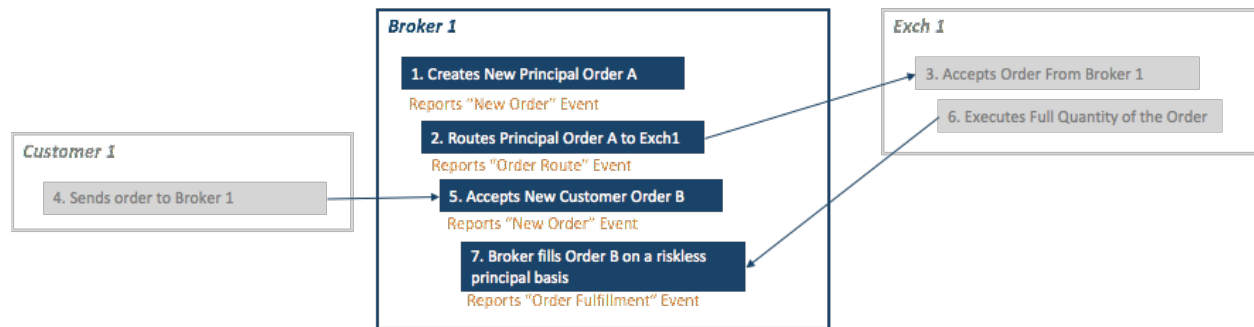 Broker 1
1. Creates New Principal Order A
Reports "New Order" Event
2. Routes Principal Order A to Exch1
Reports "Order Route" Event
Customer 1
4. Sends order to Broker 1
5. Accepts New Customer Order B
Reports "New Order" Event
7. Broker fills Order B on a riskless
principal basis
Reports "Order Fulfillment" Event
Exch 1
3. Accepts Order From Broker 1
6. Executes Full Quantity of the Order